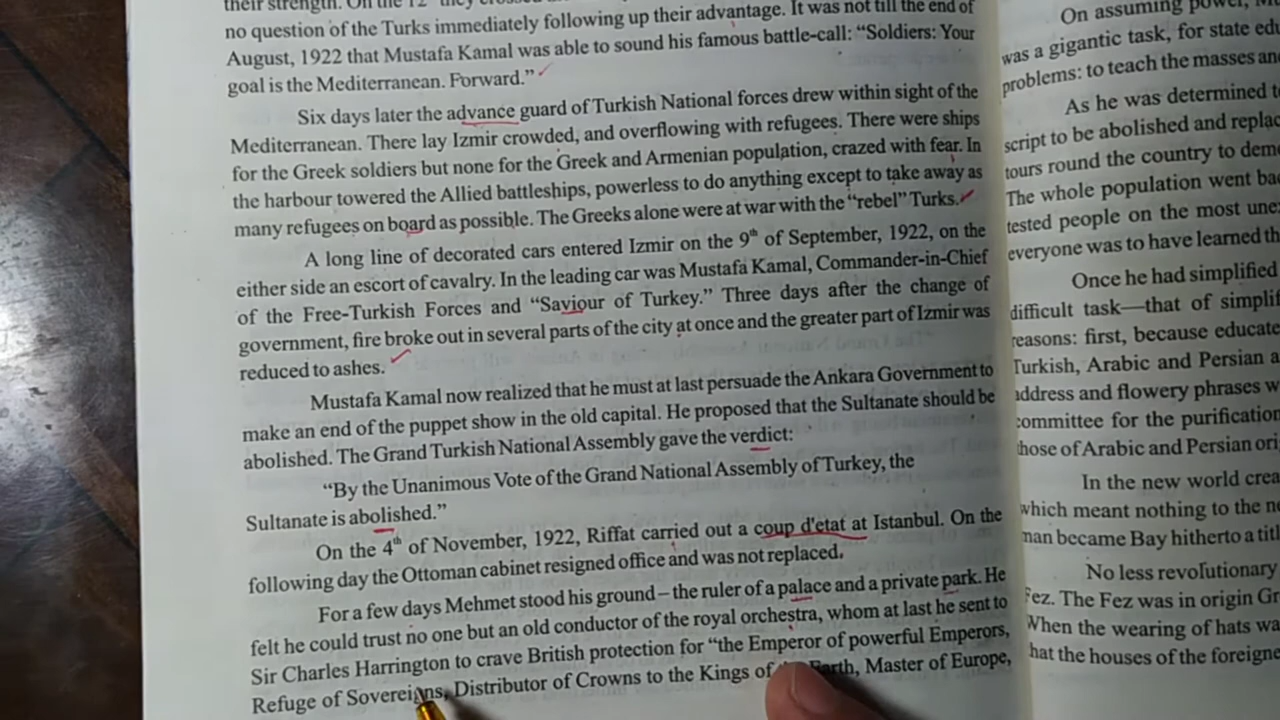 their strength. On the 12th they
no question of the Turks immediately following up their advantage. It was not till the end of
August, 1922 that Mustafa Kamal was able to sound his famous battle-call: “Soldiers: Your
goal is the Mediterranean. Forward.”
Six days later the advance guard of Turkish National forces drew within sight of the
Mediterranean. There lay Izmir crowded, and overflowing with refugees. There were ships
for the Greek soldiers but none for the Greek and Armenian population, crazed with fear. In
the harbour towered the Allied battleships, powerless to do anything except to take away as
many refugees on board as possible. The Greeks alone were at war with the “rebel” Turks.
A long line of decorated cars entered Izmir on the 9th of September, 1922, on the
either side an escort of cavalry. In the leading car was Mustafa Kamal, Commander-in-Chief
of the Free-Turkish Forces and “Saviour of Turkey.” Three days after the change of
government, fire broke out in several parts of the city at once and the greater part of Izmir was
reduced to ashes.
Mustafa Kamal now realized that he must at last persuade the Ankara Government to
make an end of the puppet show in the old capital. He proposed that the Sultanate should be
abolished. The Grand Turkish National Assembly gave the verdict:
“By the Unanimous Vote of the Grand National Assembly of Turkey, the
Sultanate is abolished.”
On the 4th of November, 1922, Riffat carried out a coup d'etat at Istanbul. On the
following day the Ottoman cabinet resigned office and was not replaced.
For a few days Mehmet stood his ground – the ruler of a palace and a private park. He
felt he could trust no one but an old conductor of the royal orchestra, whom at last he sent to
Sir Charles Harrington to crave British protection for “the Emperor of powerful Emperors,
Refuge of Sovereigns, Distributor of Crowns to the Kings of the Earth, Master of Europe,
On assuming power,
was a gigantic task, for state
problems: to teach the masses
As he was determined
script to be abolished and
tours round the country to
The whole population went
tested people on the most
everyone was to have learned
Once he had simplified
difficult task—that of
reasons: first, because
Turkish, Arabic and Persian
address and flowery phrases
committee for the purification
those of Arabic and Persian
In the new world
which meant nothing to the
man became Bay hitherto a
No less revolutionary
Fez. The Fez was in origin
When the wearing of hats
that the houses of the